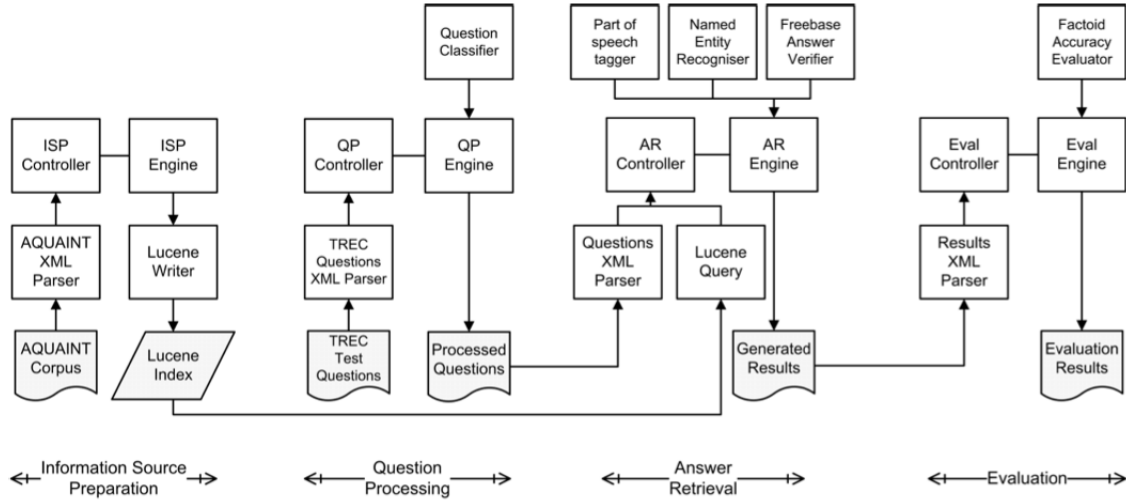 Question
Classifier
Part of
speech
tagger
Named
Entity
Recogniser
Freebase
Answer
Verifier
Factoid
Accuracy
Evaluator
ISP
Controller
ISP
Engine
QP
Controller
QP
Engine
AR
Controller
AR
Engine
Eval
Controller
Eval
Engine
AQUAINT
XML
Parser
Lucene
Writer
TREC
Questions
XML Parser
Questions
XML
Parser
Lucene
Query
Results
XML
Parser
AQUAINT
Corpus
Lucene
Index
TREC
Test
Questions
Processed
Questions
Generated
Results
Evaluation
Results
Information Source
Preparation
Question
Processing
Answer
Retrieval
Evaluation